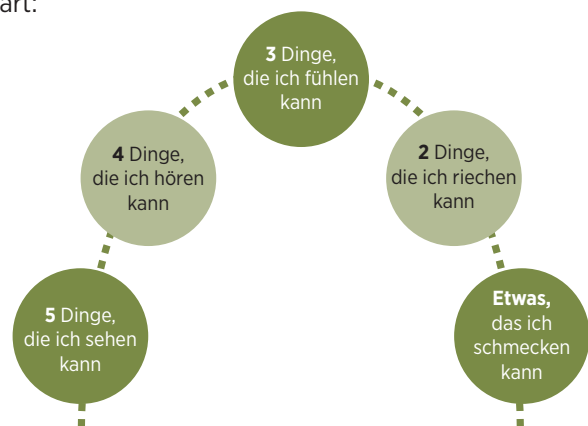 art:
5 Dinge,
die ich sehen
kann
4 Dinge,
die ich hören
kann
3 Dinge,
die ich fühlen
kann
2 Dinge,
die ich riechen
kann
Etwas,
das ich
schmecken
kann